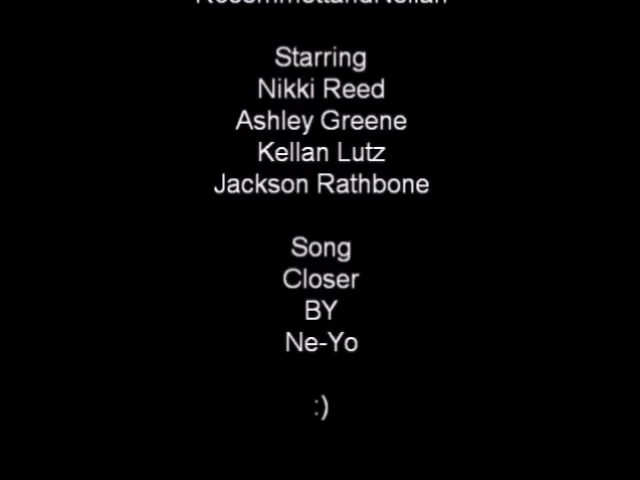 Starring
Nikki Reed
Ashley Greene
Kellan Lutz
Jackson Rathbone
Song
Closer
BY
Ne-Yo
:)